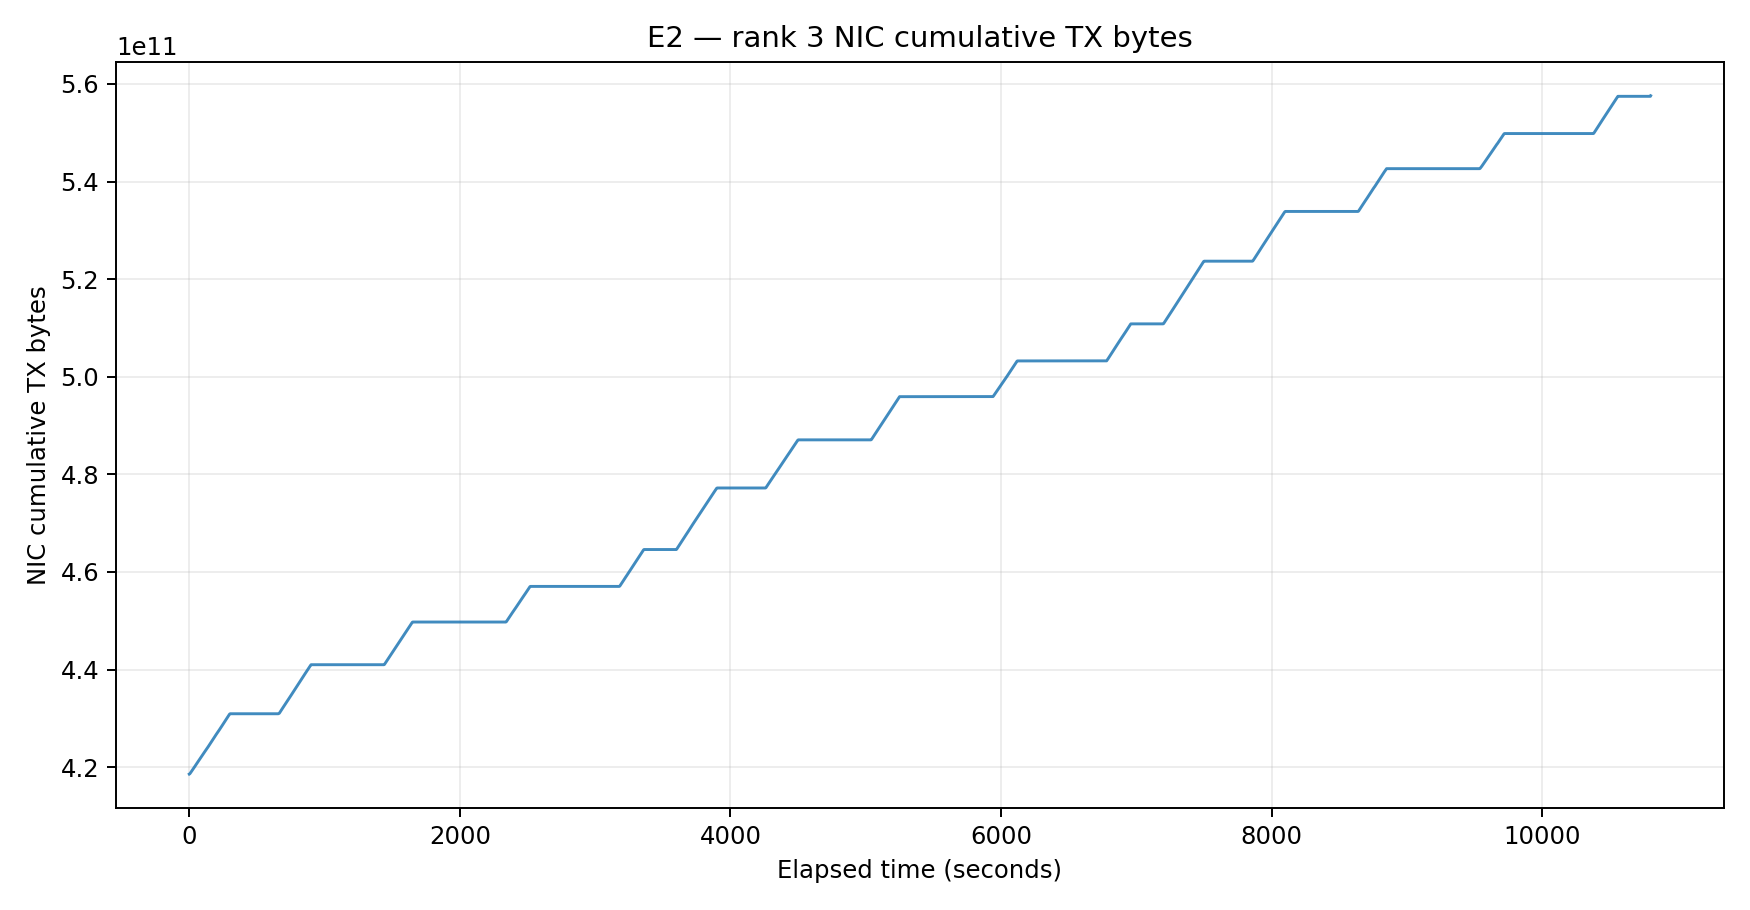 E2 — rank 3 NIC cumulative TX bytes
1e11
5.6
5.4
5.2
5.0
4.8
4.6
4.4
4.2
NIC cumulative TX bytes
0 2000 4000 6000 8000 10000
Elapsed time (seconds)